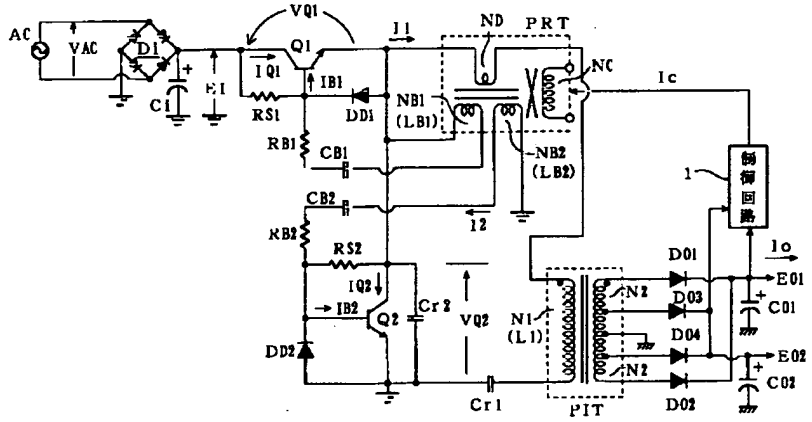 VQ1
I1
ND
PRT
AC
VAC
D1
Q1
IQ1
NC
Ic
EI
IB1
Ci
RS1
DD1
NB1
(LB1)
NB2
(LB2)
RB1
CB1
1
制御回路
CB2
I2
RB2
RS2
D01
Io
IQ2
E01
N2
Cr2
D03
C01
IB2
Q2
VQ2
N1
(L1)
D04
DD2
E02
N2
C02
Cr1
PIT
D02